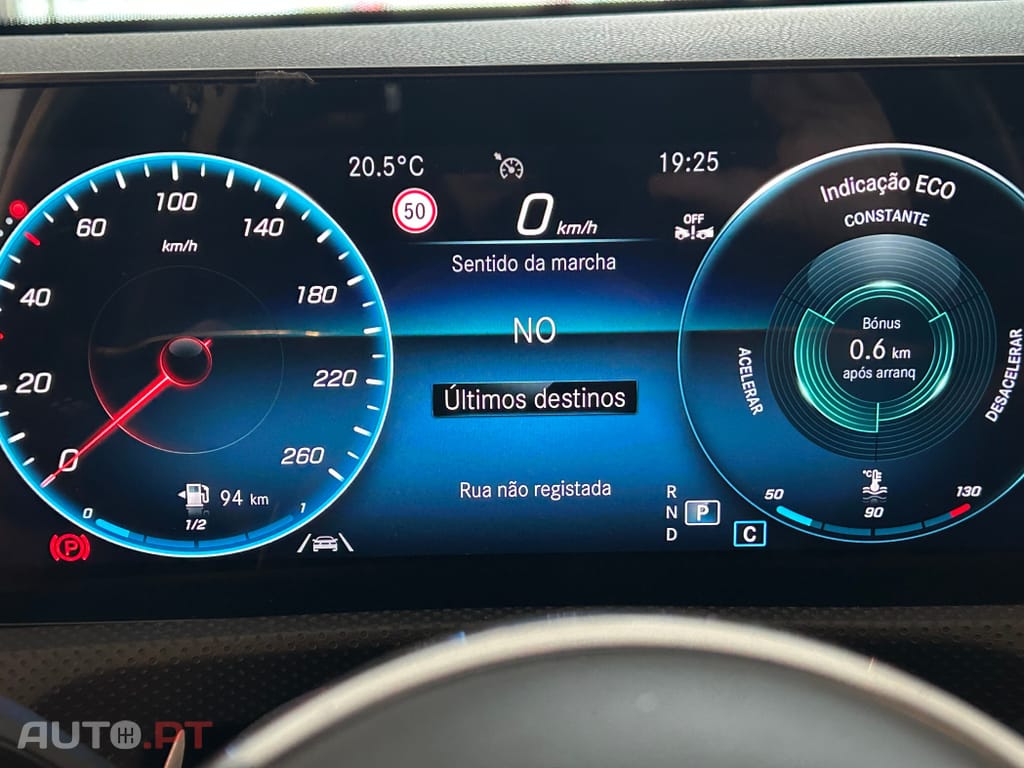 20.5°C
19:25
50
0 km/h
OFF
Sentido da marcha
NO
Últimos destinos
Rua não registada
0
20
40
60
100
140
180
220
260
km/h
94 km
0
1/2
1
P
R
N
P
D
C
Indicação ECO
CONSTANTE
Bónus
0.6 km
após arranq
ACELERAR
DESACELERAR
°C
50
90
130
AUTO.PT